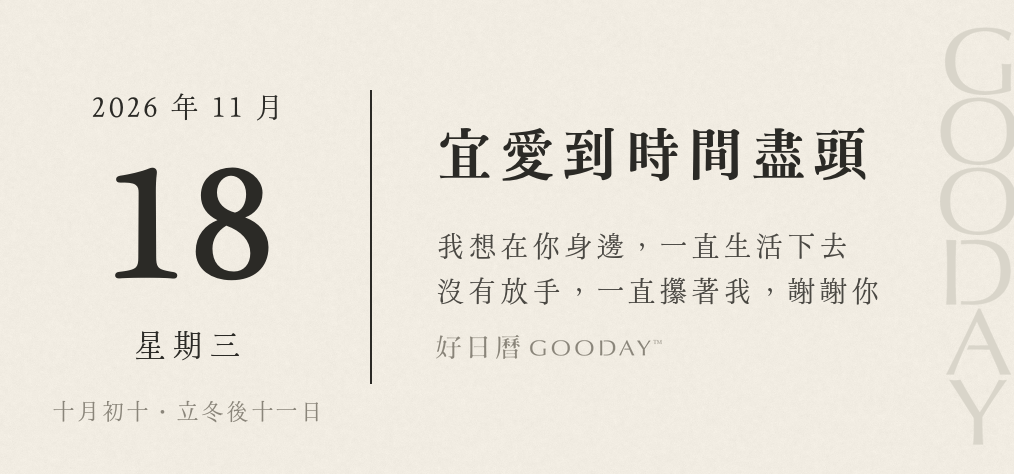 2026 年 11 月
18
星期三
十月初十・立冬後十一日
宜愛到時間盡頭
我想在你身邊，一直生活下去
沒有放手，一直攥著我，謝謝你
好日曆 GOODAY™
GOODAY